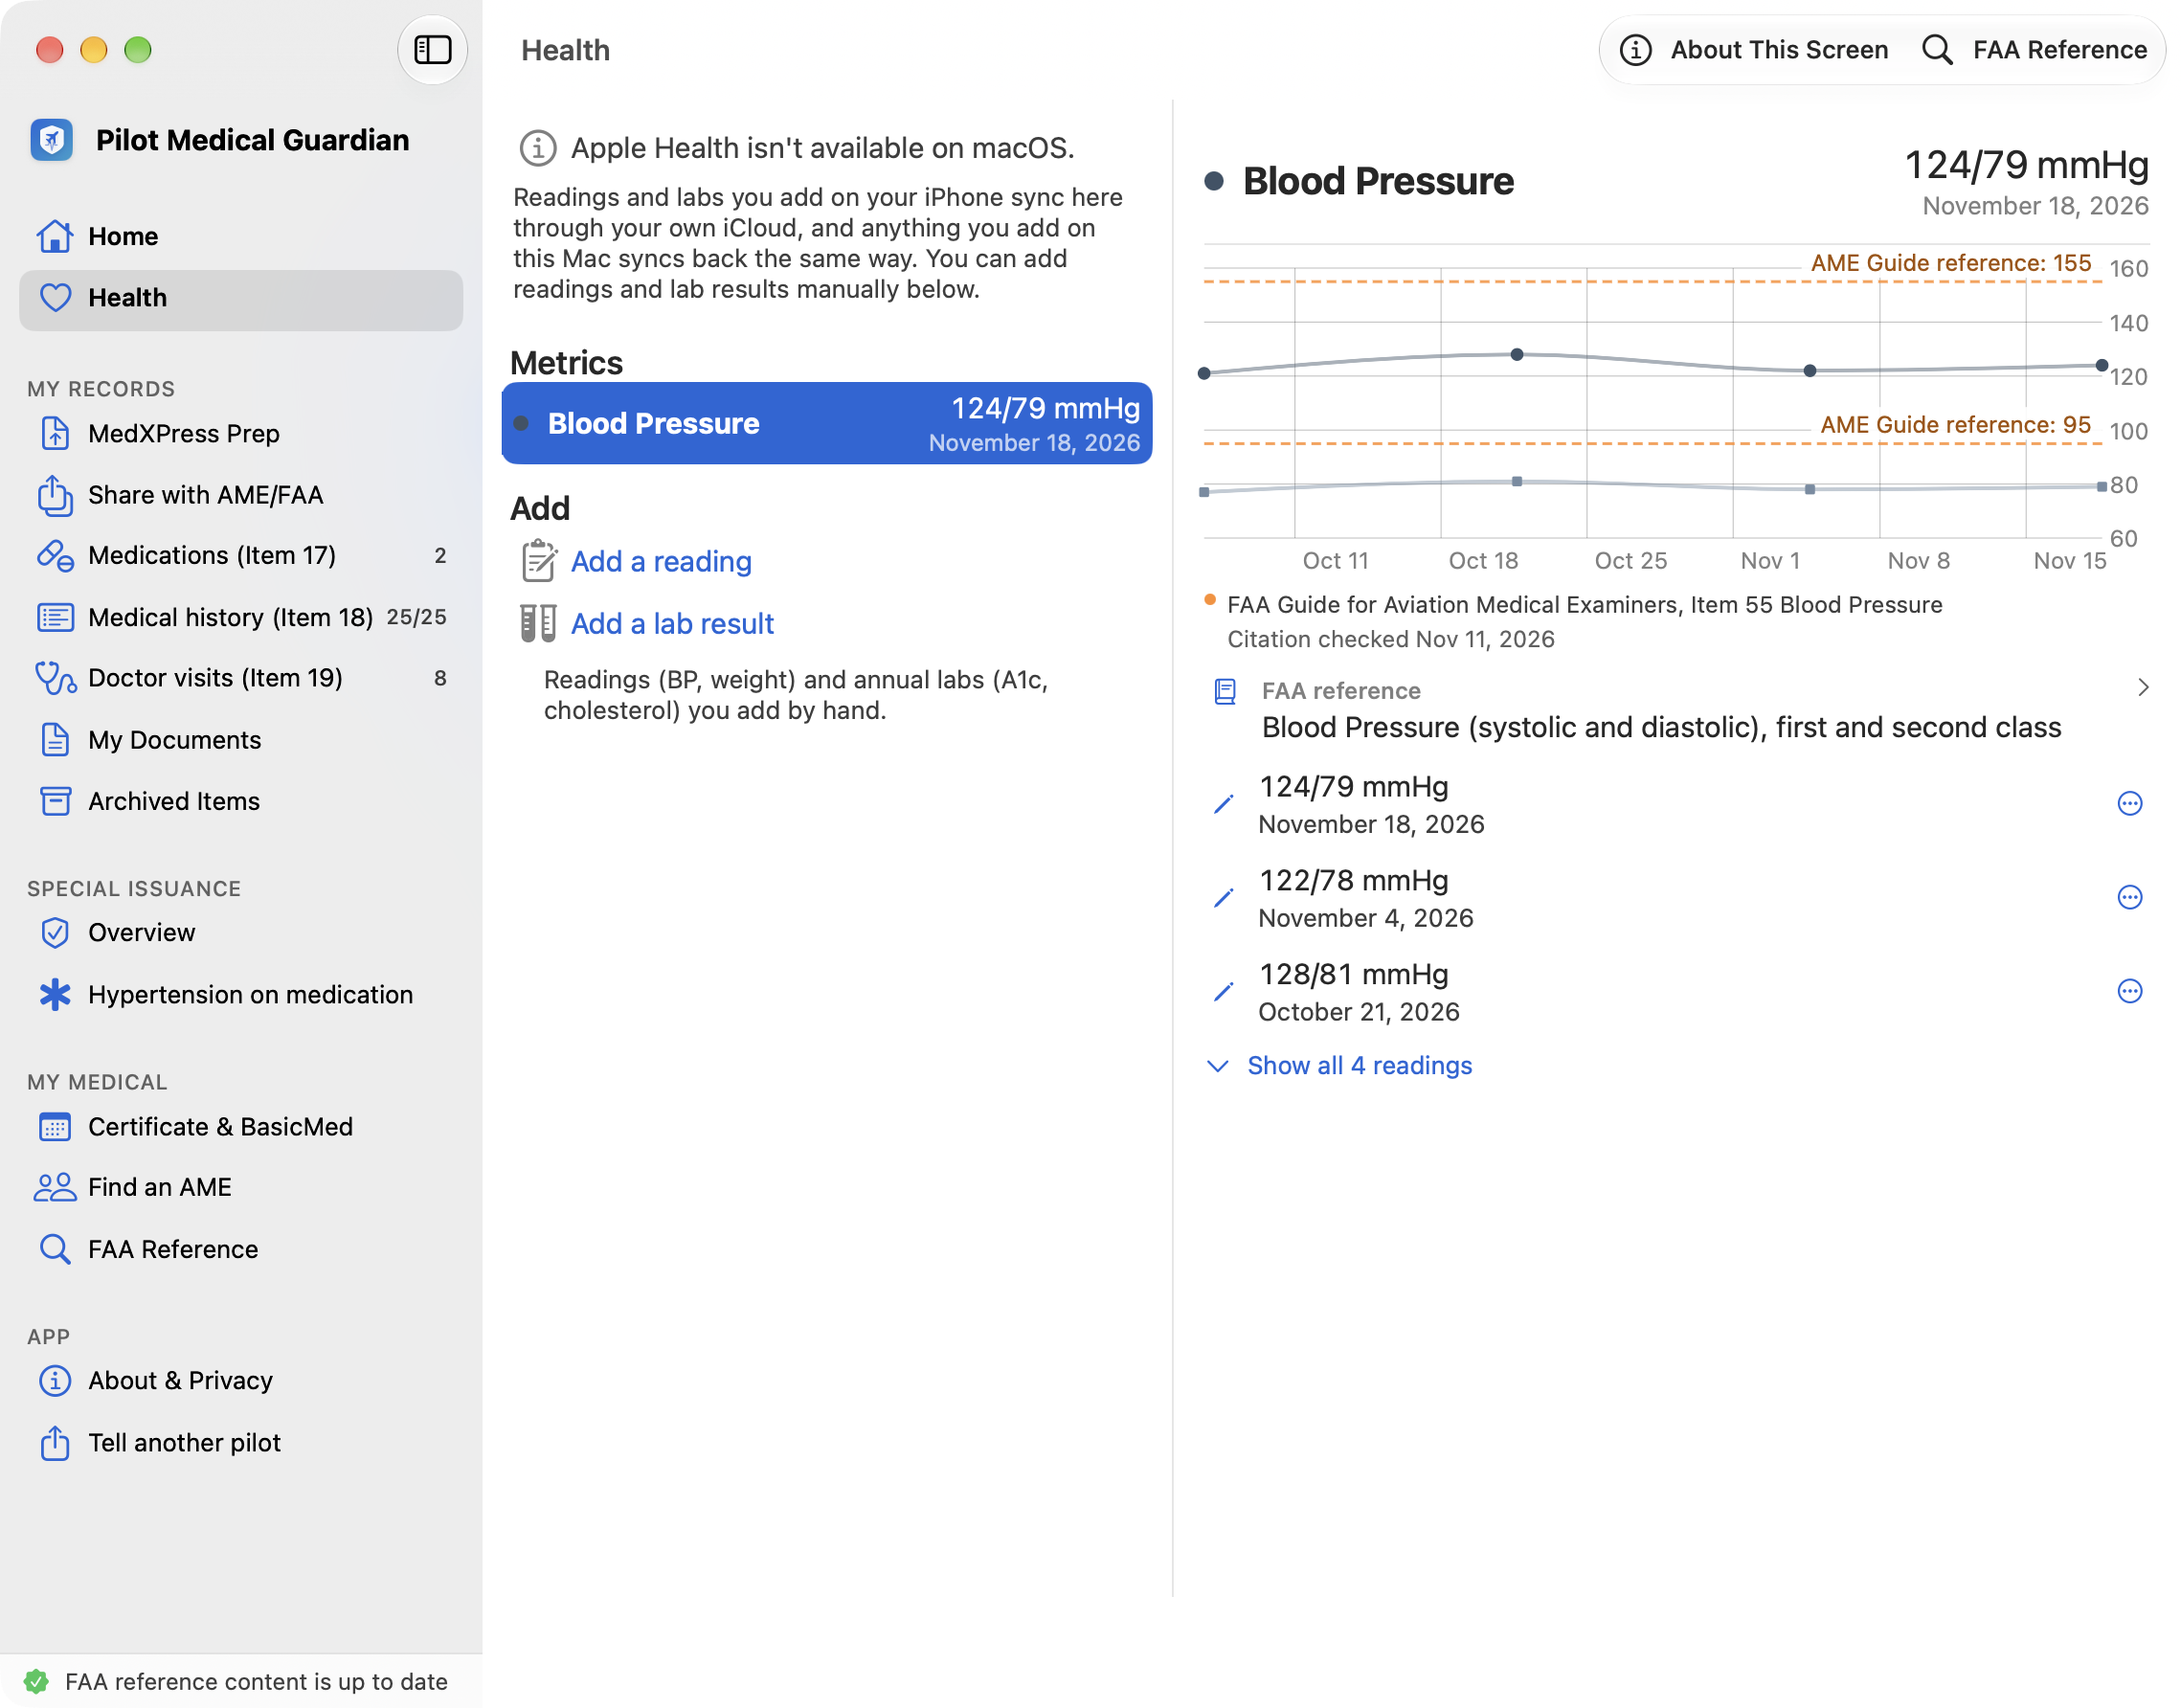 Pilot Medical Guardian
Home
Health
MY RECORDS
MedXPress Prep
Share with AME/FAA
Medications (Item 17) 2
Medical history (Item 18) 25/25
Doctor visits (Item 19) 8
My Documents
Archived Items
SPECIAL ISSUANCE
Overview
Hypertension on medication
MY MEDICAL
Certificate & BasicMed
Find an AME
FAA Reference
APP
About & Privacy
Tell another pilot
FAA reference content is up to date
Health
About This Screen
FAA Reference
Apple Health isn't available on macOS.
Readings and labs you add on your iPhone sync here
through your own iCloud, and anything you add on
this Mac syncs back the same way. You can add
readings and lab results manually below.
Metrics
Blood Pressure
124/79 mmHg
November 18, 2026
Add
Add a reading
Add a lab result
Readings (BP, weight) and annual labs (A1c,
cholesterol) you add by hand.
Blood Pressure
124/79 mmHg
November 18, 2026
AME Guide reference: 155
160
140
120
AME Guide reference: 95
100
80
60
Oct 11 Oct 18 Oct 25 Nov 1 Nov 8 Nov 15
FAA Guide for Aviation Medical Examiners, Item 55 Blood Pressure
Citation checked Nov 11, 2026
FAA reference
Blood Pressure (systolic and diastolic), first and second class
124/79 mmHg
November 18, 2026
122/78 mmHg
November 4, 2026
128/81 mmHg
October 21, 2026
Show all 4 readings